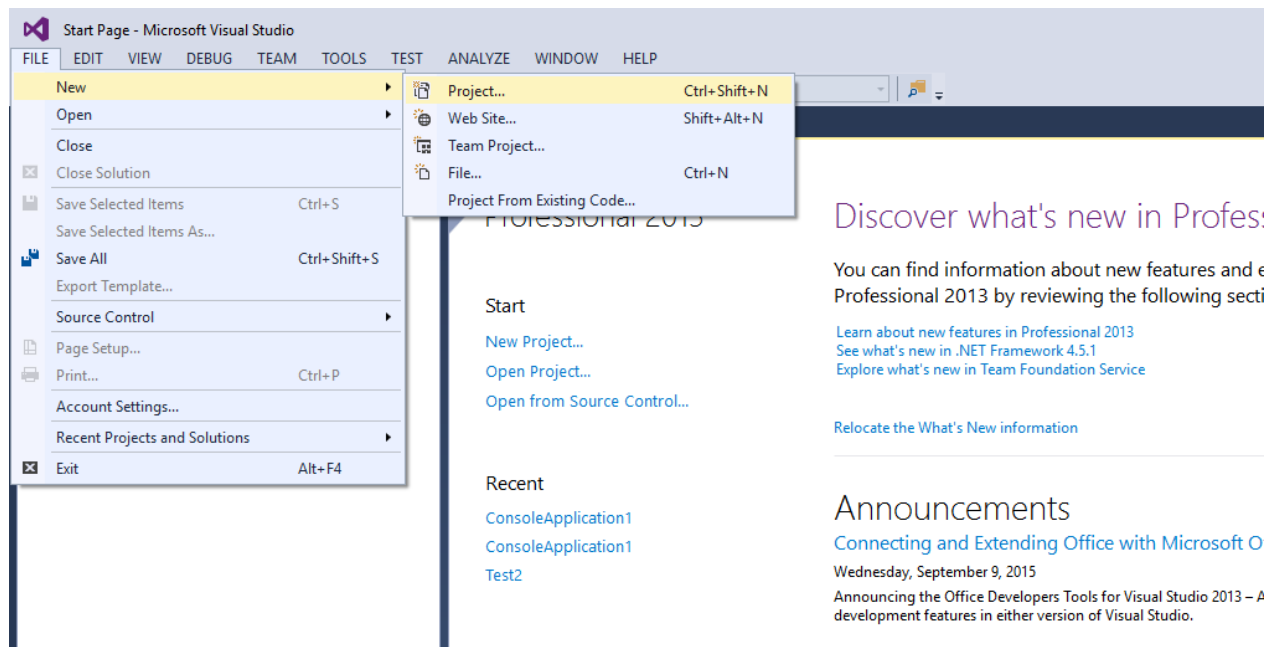 Start Page - Microsoft Visual Studio
FILE EDIT VIEW DEBUG TEAM TOOLS TEST ANALYZE WINDOW HELP
New
Open
Close
Close Solution
Save Selected Items Ctrl+S
Save Selected Items As...
Save All Ctrl+Shift+S
Export Template...
Source Control
Page Setup...
Print... Ctrl+P
Account Settings...
Recent Projects and Solutions
Exit Alt+F4
Project... Ctrl+Shift+N
Web Site... Shift+Alt+N
Team Project...
File... Ctrl+N
Project From Existing Code...
Professional 2013
Start
New Project...
Open Project...
Open from Source Control...
Recent
ConsoleApplication1
ConsoleApplication1
Test2
Discover what's new in Profes
You can find information about new features and e
Professional 2013 by reviewing the following secti
Learn about new features in Professional 2013
See what's new in .NET Framework 4.5.1
Explore what's new in Team Foundation Service
Relocate the What's New information
Announcements
Connecting and Extending Office with Microsoft O
Wednesday, September 9, 2015
Announcing the Office Developers Tools for Visual Studio 2013 – A
development features in either version of Visual Studio.